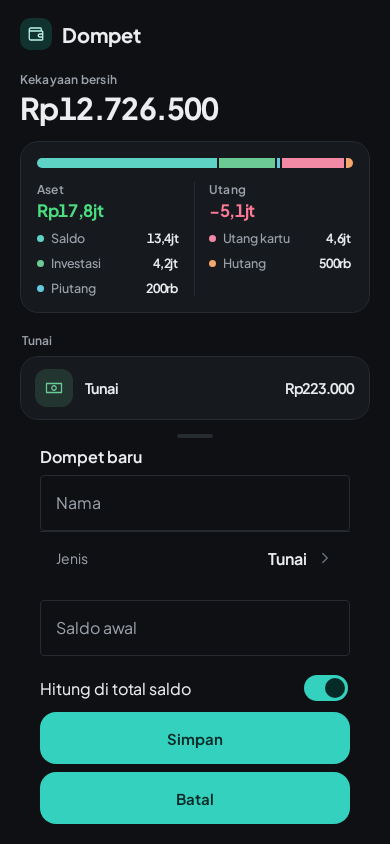 Dompet
Kekayaan bersih
Rp12.726.500
Aset
Rp17,8jt
Saldo 13,4jt
Investasi 4,2jt
Piutang 200rb
Utang
-5,1jt
Utang kartu 4,6jt
Hutang 500rb
Tunai
Tunai Rp223.000
Dompet baru
Nama
Jenis Tunai
Saldo awal
Hitung di total saldo
Simpan
Batal